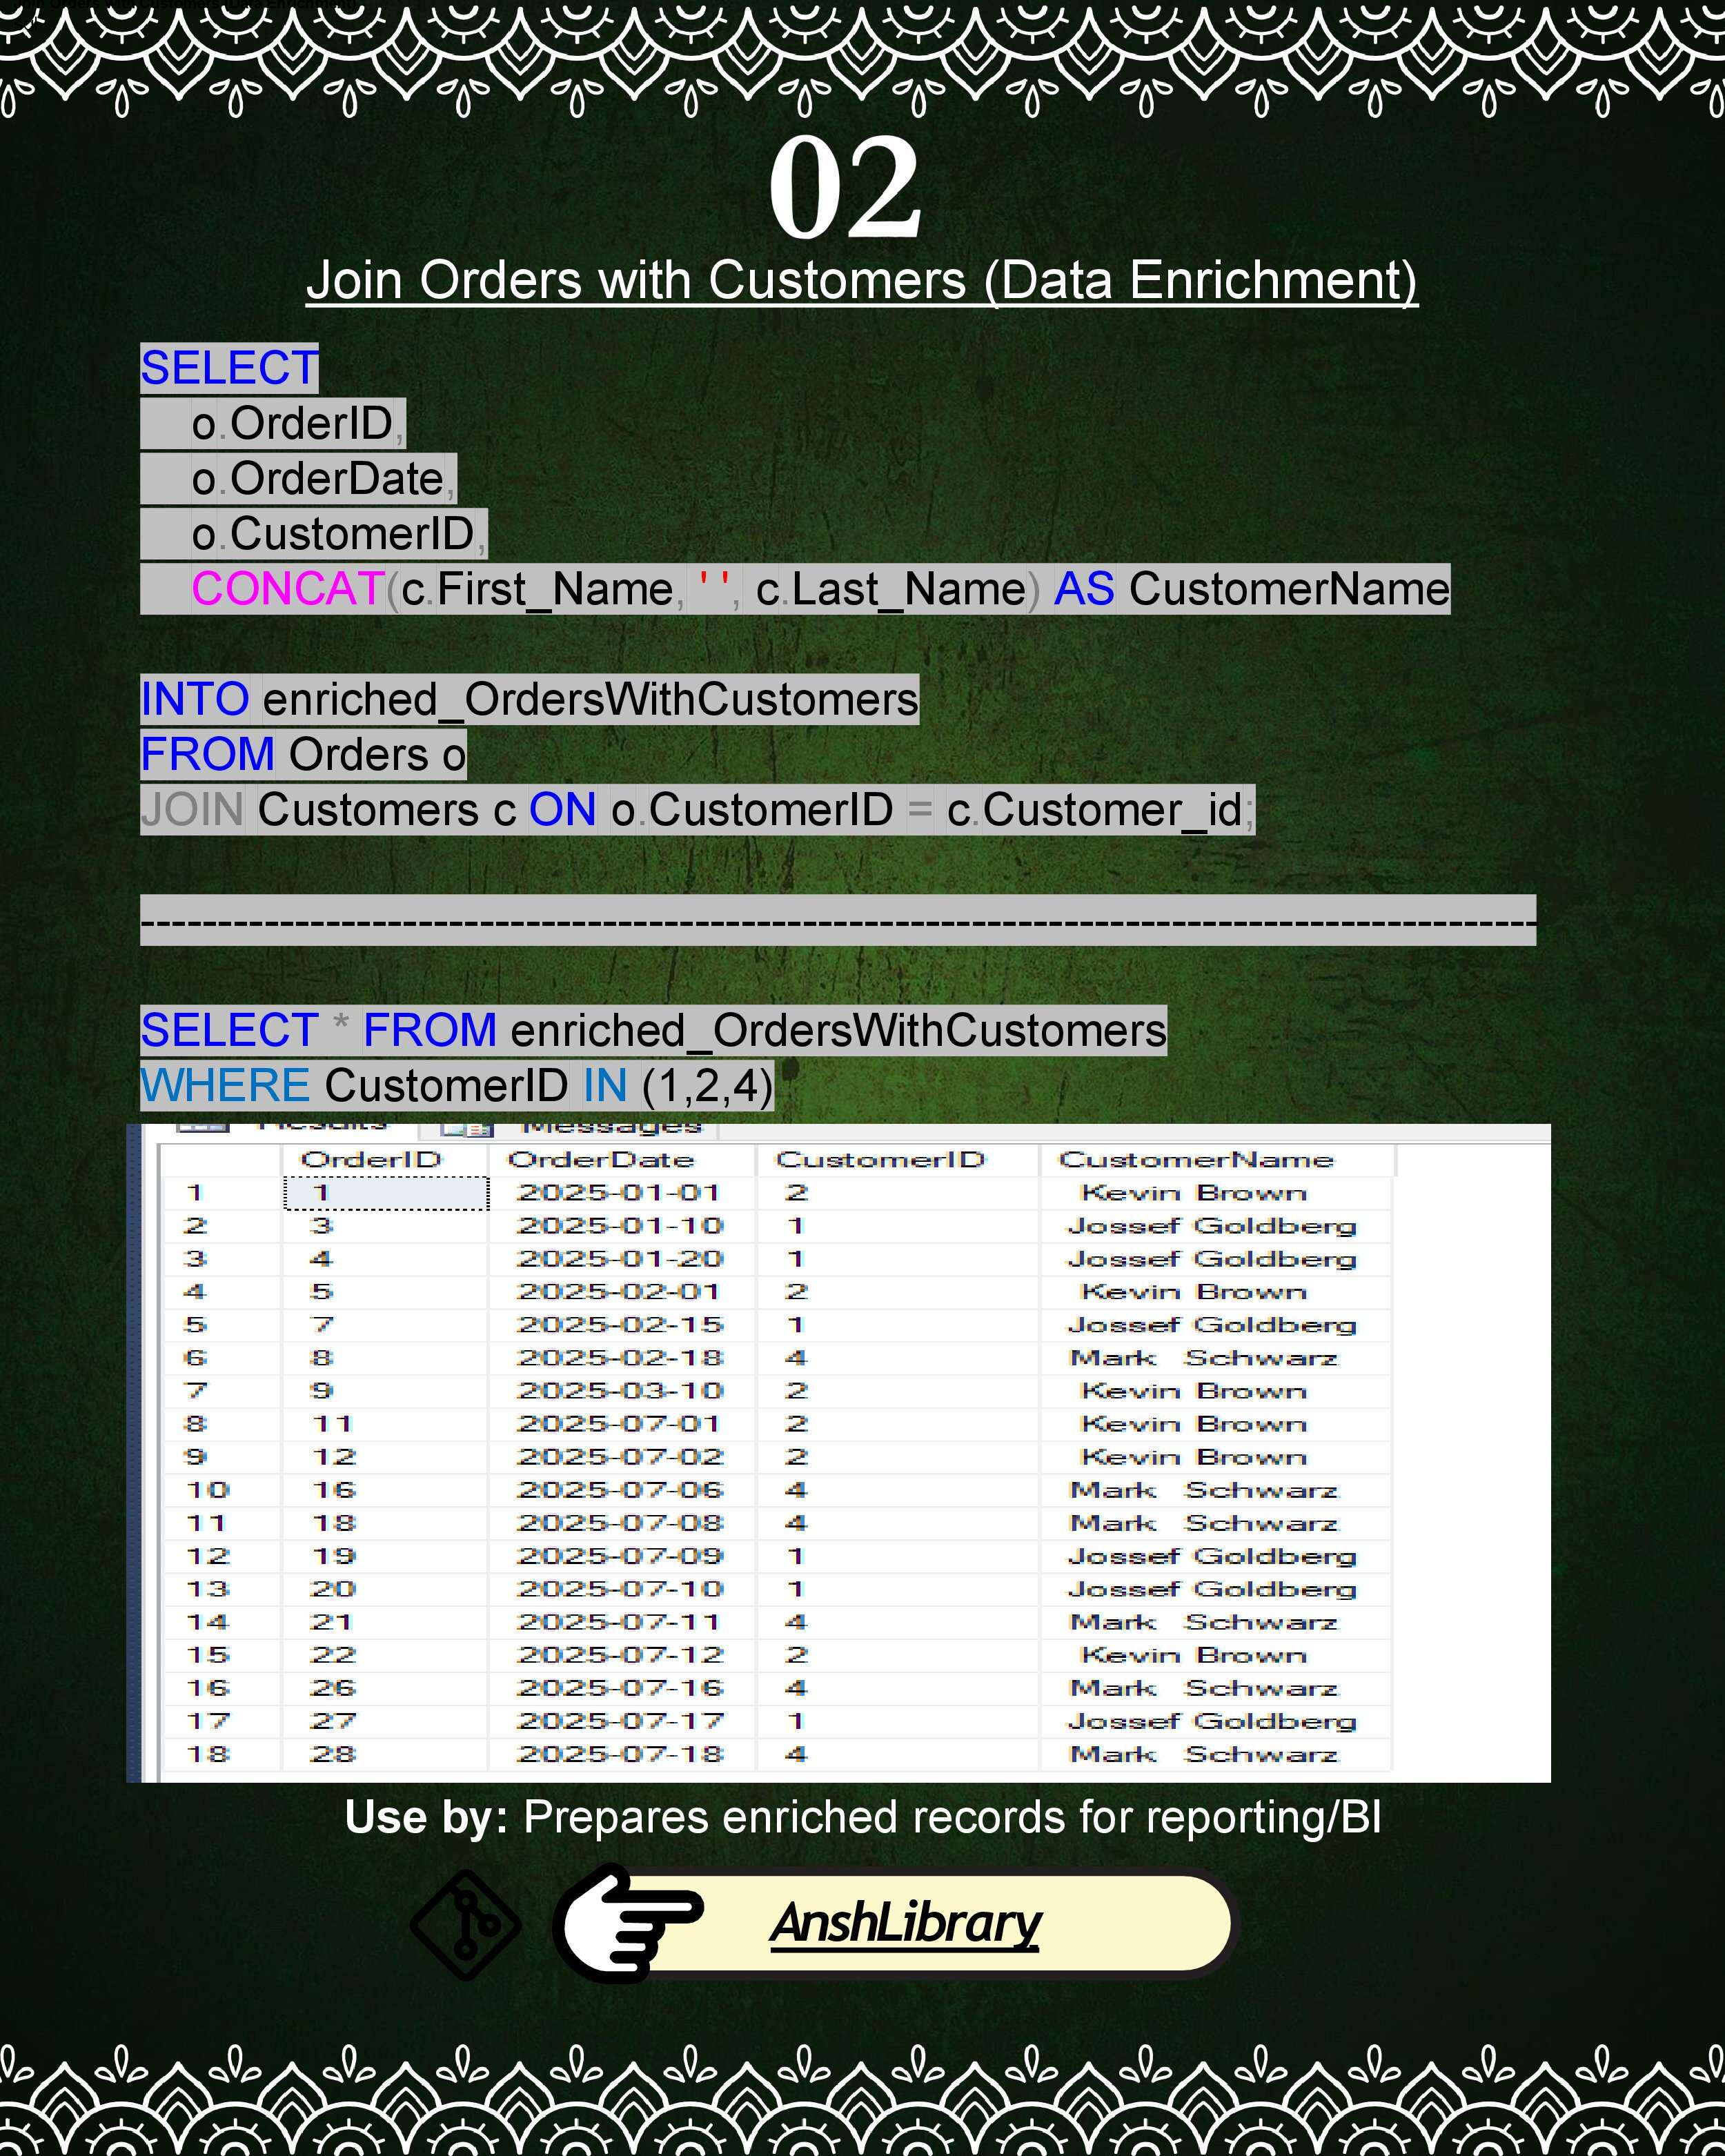 Join Orders with Customers (Data Enrichment)
02
Join Orders with Customers (Data Enrichment)
SELECT
o.OrderID,
o.OrderDate,
o.CustomerID,
CONCAT(c.First_Name, ' ', c.Last_Name) AS CustomerName
INTO enriched_OrdersWithCustomers
FROM Orders o
JOIN Customers c ON o.CustomerID = c.Customer_id;
--------------------------------------------------------------------------------------------
SELECT * FROM enriched_OrdersWithCustomers
WHERE CustomerID IN (1,2,4)
Results Messages
OrderID OrderDate CustomerID CustomerName
1 1 2025-01-01 2 Kevin Brown
2 3 2025-01-10 1 Jossef Goldberg
3 4 2025-01-20 1 Jossef Goldberg
4 5 2025-02-01 2 Kevin Brown
5 7 2025-02-15 1 Jossef Goldberg
6 8 2025-02-18 4 Mark Schwarz
7 9 2025-03-10 2 Kevin Brown
8 11 2025-07-01 2 Kevin Brown
9 12 2025-07-02 2 Kevin Brown
10 16 2025-07-06 4 Mark Schwarz
11 18 2025-07-08 4 Mark Schwarz
12 19 2025-07-09 1 Jossef Goldberg
13 20 2025-07-10 1 Jossef Goldberg
14 21 2025-07-11 4 Mark Schwarz
15 22 2025-07-12 2 Kevin Brown
16 26 2025-07-16 4 Mark Schwarz
17 27 2025-07-17 1 Jossef Goldberg
18 28 2025-07-18 4 Mark Schwarz
Use by: Prepares enriched records for reporting/BI
AnshLibrary